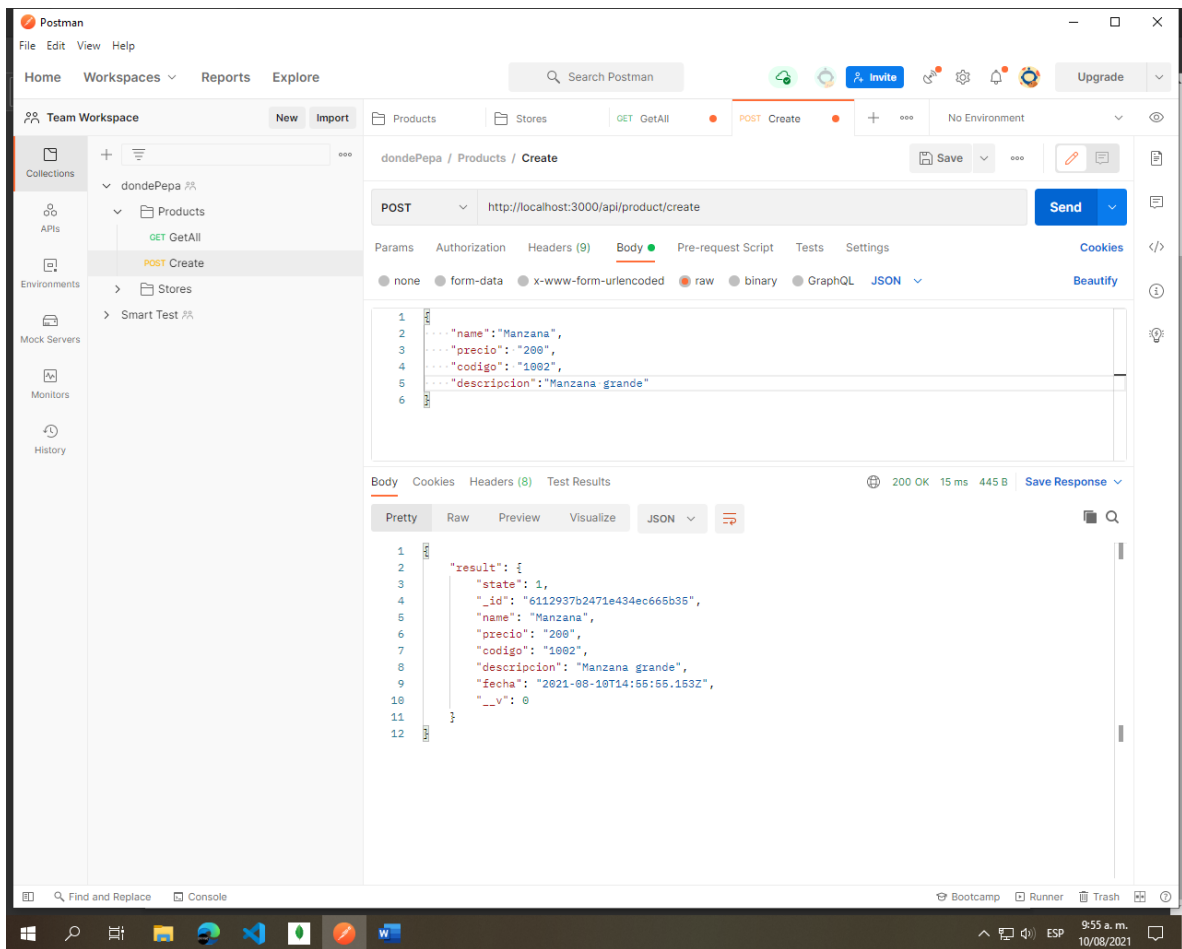 Postman
File Edit View Help
Home Workspaces Reports Explore Search Postman Invite Upgrade
Team Workspace New Import Products Stores GET GetAll POST Create No Environment
Collections
APIs
Environments
Mock Servers
Monitors
History
dondePepa
Products
GET GetAll
POST Create
Stores
Smart Test
dondePepa / Products / Create Save
POST http://localhost:3000/api/product/create Send
Params Authorization Headers (9) Body Pre-request Script Tests Settings Cookies
none form-data x-www-form-urlencoded raw binary GraphQL JSON Beautify
1 {
2 "name":"Manzana",
3 "precio": "200",
4 "codigo": "1002",
5 "descripcion":"Manzana grande"
6 }
Body Cookies Headers (8) Test Results 200 OK 15 ms 445 B Save Response
Pretty Raw Preview Visualize JSON
1 {
2 "result": {
3 "state": 1,
4 "_id": "6112937b2471e434ec665b35",
5 "name": "Manzana",
6 "precio": "200",
7 "codigo": "1002",
8 "descripcion": "Manzana grande",
9 "fecha": "2021-08-10T14:55:55.153Z",
10 "__v": 0
11 }
12 }
Find and Replace Console Bootcamp Runner Trash
ESP 9:55 a. m.
10/08/2021